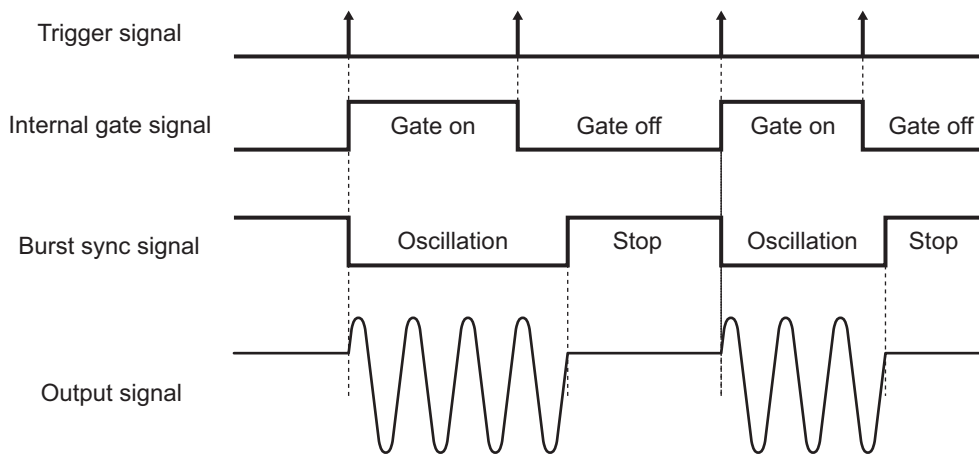 Trigger signal
Internal gate signal
Gate on
Gate off
Gate on
Gate off
Burst sync signal
Oscillation
Stop
Oscillation
Stop
Output signal